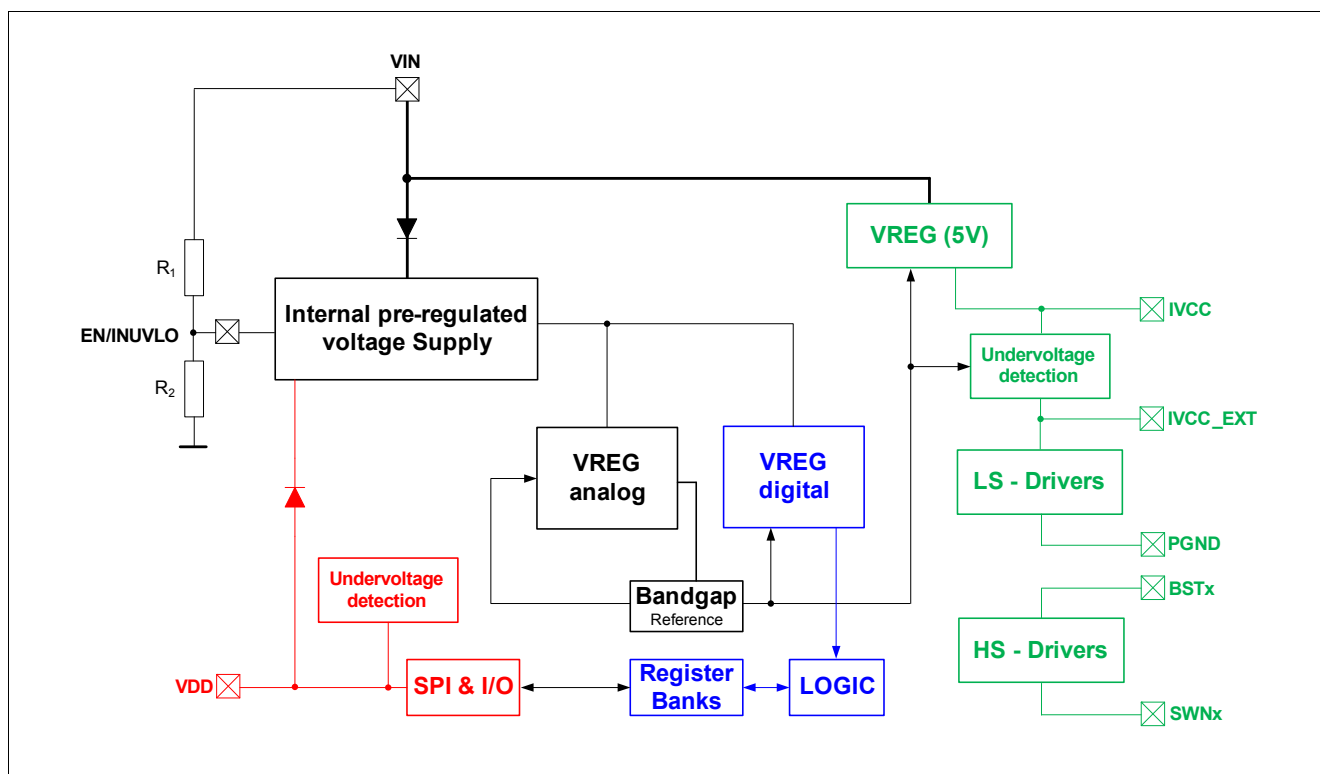 VIN
VREG (5V)
R1
Internal pre-regulated
voltage Supply
IVCC
EN/INUVLO
Undervoltage
detection
R2
IVCC_EXT
VREG
analog
VREG
digital
LS - Drivers
PGND
Undervoltage
detection
Bandgap
Reference
BSTx
HS - Drivers
VDD
SPI & I/O
Register
Banks
LOGIC
SWNx